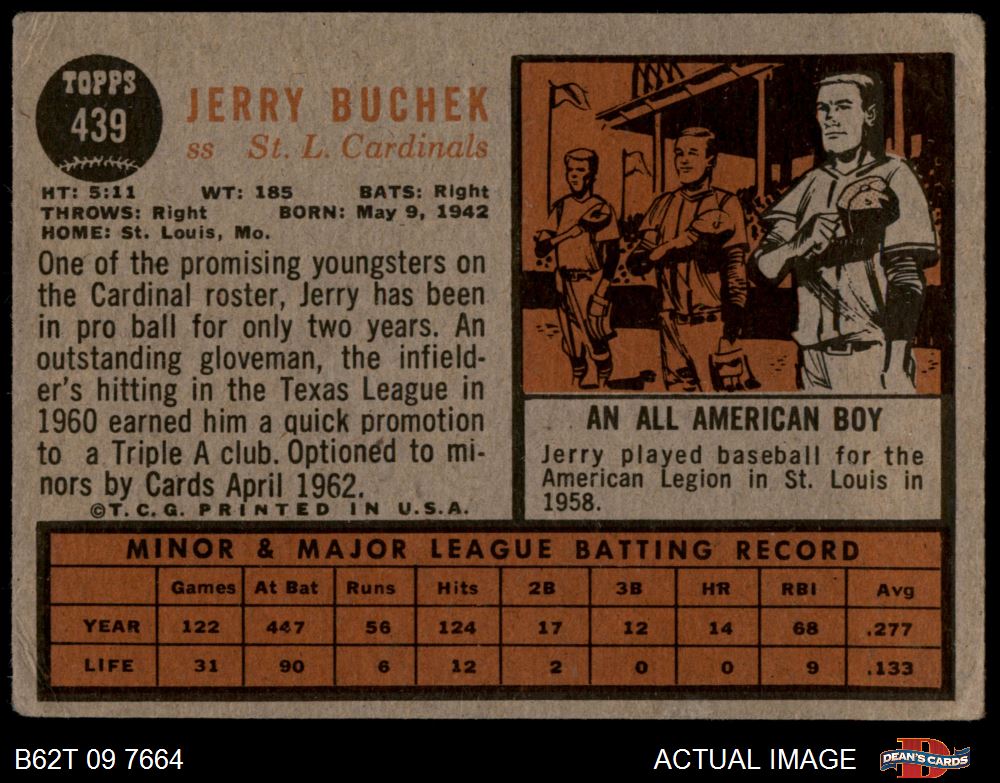 TOPPS
439
JERRY BUCHEK
ss St. L. Cardinals
HT: 5:11 WT: 185 BATS: Right
THROWS: Right BORN: May 9, 1942
HOME: St. Louis, Mo.
One of the promising youngsters on
the Cardinal roster, Jerry has been
in pro ball for only two years. An
outstanding gloveman, the infield-
er's hitting in the Texas League in
1960 earned him a quick promotion
to a Triple A club. Optioned to mi-
nors by Cards April 1962.
©T. C. G. PRINTED IN U.S.A.
AN ALL AMERICAN BOY
Jerry played baseball for the
American Legion in St. Louis in
1958.
MINOR & MAJOR LEAGUE BATTING RECORD
Games At Bat Runs Hits 2B 3B HR RBI Avg
YEAR 122 447 56 124 17 12 14 68 .277
LIFE 31 90 6 12 2 0 0 9 .133
B62T 09 7664 ACTUAL IMAGE DEAN'S CARDS